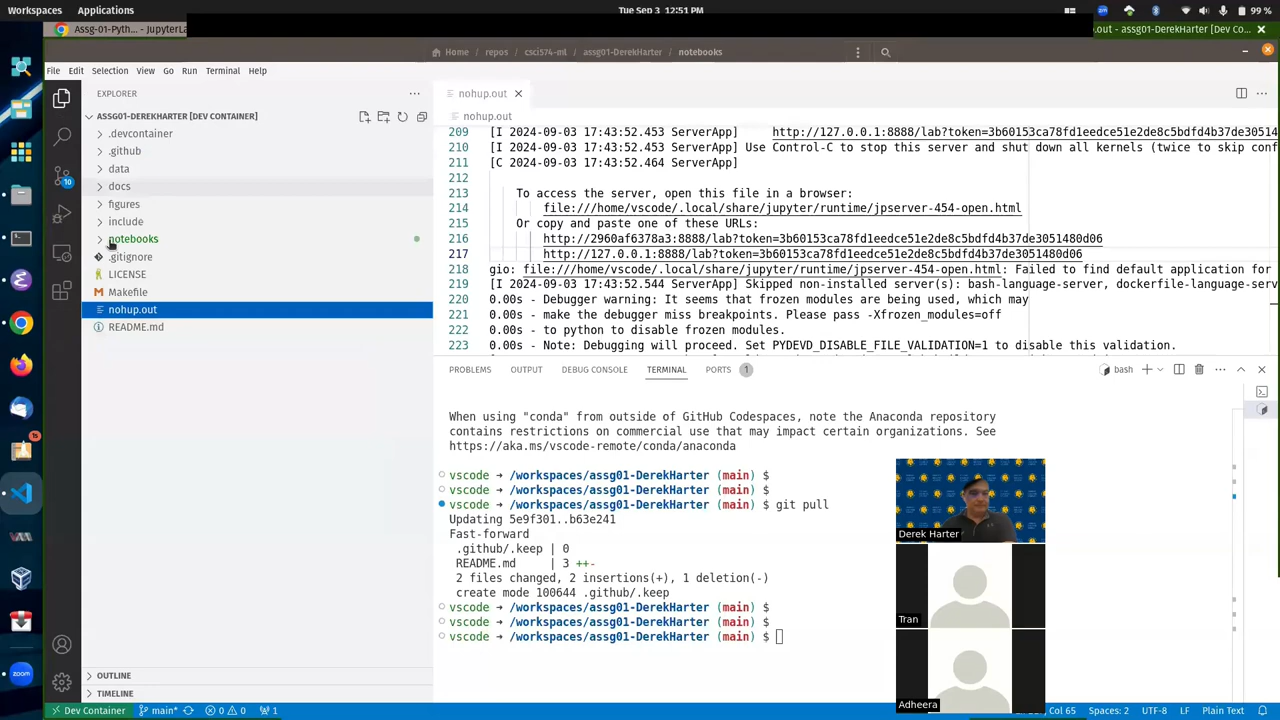 Workspaces Applications Tue Sep 3 12:51 PM 99 %
Assg-01-Pyth... - JupyterLa .out - assg01-DerekHarter [Dev Co...
Home / repos / csci574-ml / assg01-DerekHarter / notebooks
File Edit Selection View Go Run Terminal Help
EXPLORER
ASSG01-DEREKHARTER [DEV CONTAINER]
.devcontainer
.github
data
docs
figures
include
notebooks
.gitignore
LICENSE
Makefile
nohup.out
README.md
OUTLINE
TIMELINE
nohup.out
nohup.out
209 [I 2024-09-03 17:43:52.453 ServerApp] http://127.0.0.1:8888/lab?token=3b60153ca78fd1eedce51e2de8c5bdfd4b37de30514
210 [I 2024-09-03 17:43:52.453 ServerApp] Use Control-C to stop this server and shut down all kernels (twice to skip conf
211 [C 2024-09-03 17:43:52.464 ServerApp]
212
213 To access the server, open this file in a browser:
214 file:///home/vscode/.local/share/jupyter/runtime/jpserver-454-open.html
215 Or copy and paste one of these URLs:
216 http://2960af6378a3:8888/lab?token=3b60153ca78fd1eedce51e2de8c5bdfd4b37de3051480d06
217 http://127.0.0.1:8888/lab?token=3b60153ca78fd1eedce51e2de8c5bdfd4b37de3051480d06
218 gio: file:///home/vscode/.local/share/jupyter/runtime/jpserver-454-open.html: Failed to find default application for
219 [I 2024-09-03 17:43:52.544 ServerApp] Skipped non-installed server(s): bash-language-server, dockerfile-language-serv
220 0.00s - Debugger warning: It seems that frozen modules are being used, which may
221 0.00s - make the debugger miss breakpoints. Please pass -Xfrozen_modules=off
222 0.00s - to python to disable frozen modules.
223 0.00s - Note: Debugging will proceed. Set PYDEVD_DISABLE_FILE_VALIDATION=1 to disable this validation.
PROBLEMS OUTPUT DEBUG CONSOLE TERMINAL PORTS 1 bash
When using "conda" from outside of GitHub Codespaces, note the Anaconda repository
contains restrictions on commercial use that may impact certain organizations. See
https://aka.ms/vscode-remote/conda/anaconda
vscode → /workspaces/assg01-DerekHarter (main) $
vscode → /workspaces/assg01-DerekHarter (main) $
vscode → /workspaces/assg01-DerekHarter (main) $ git pull
Updating 5e9f301..b63e241
Fast-forward
.github/.keep | 0
README.md | 3 ++-
2 files changed, 2 insertions(+), 1 deletion(-)
create mode 100644 .github/.keep
vscode → /workspaces/assg01-DerekHarter (main) $
vscode → /workspaces/assg01-DerekHarter (main) $
vscode → /workspaces/assg01-DerekHarter (main) $
Derek Harter
Tran
Adheera
10
15
zoom
Dev Container main* 0 0 1 Col 65 Spaces: 2 UTF-8 LF Plain Text